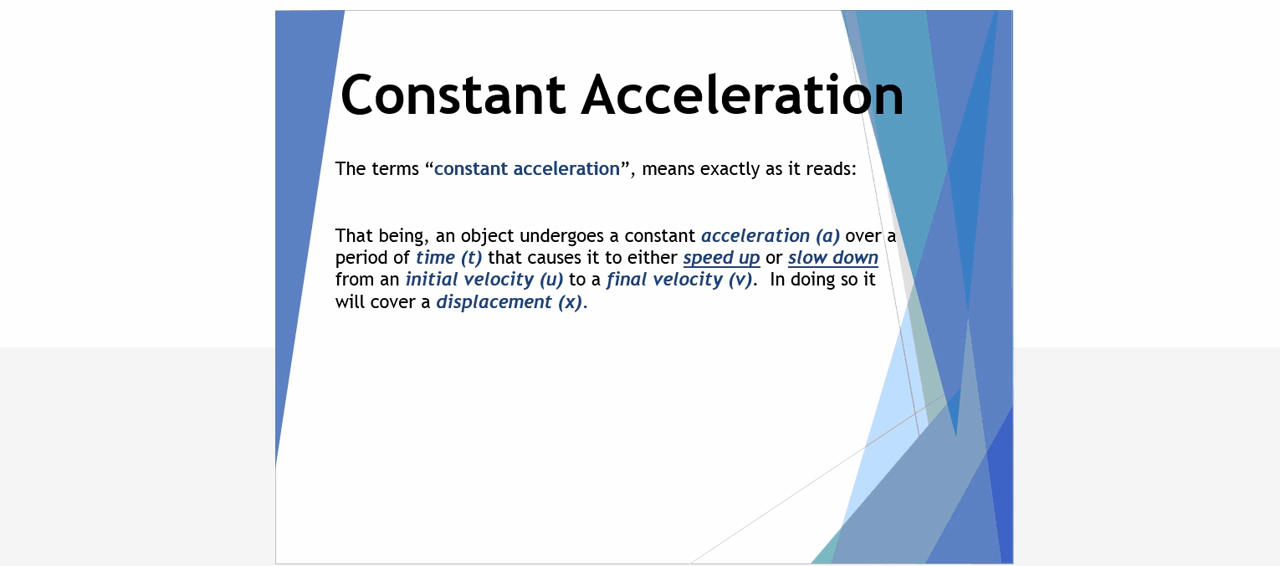 Constant Acceleration
The terms “constant acceleration”, means exactly as it reads:
That being, an object undergoes a constant acceleration (a) over a
period of time (t) that causes it to either speed up or slow down
from an initial velocity (u) to a final velocity (v).  In doing so it
will cover a displacement (x).